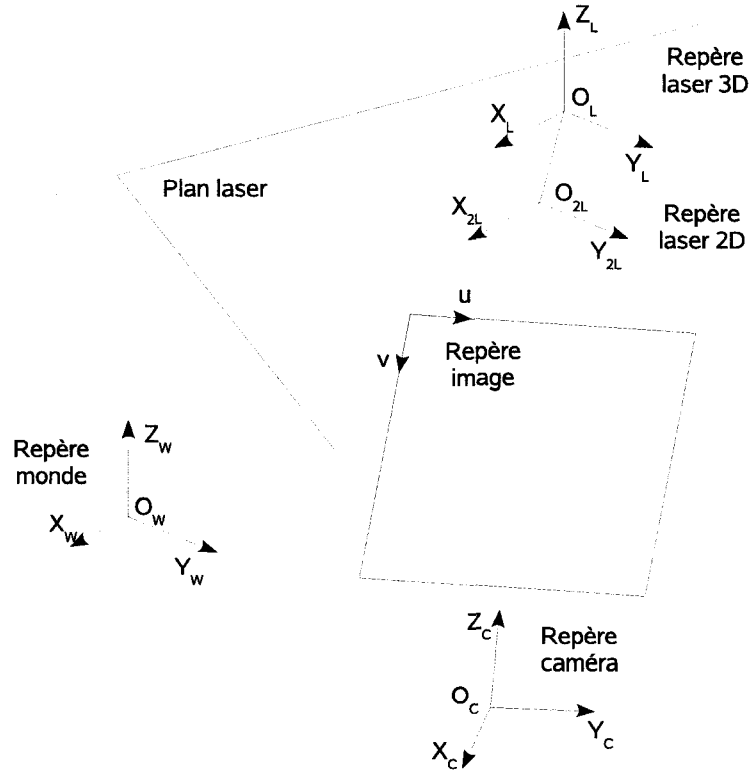 Z_L
Repère
laser 3D
O_L
X_L
Y_L
Plan laser
O_2L
X_2L
Repère
laser 2D
Y_2L
u
v
Repère
image
Z_W
Repère
monde
O_W
X_W
Y_W
Z_C
Repère
caméra
O_C
Y_C
X_C